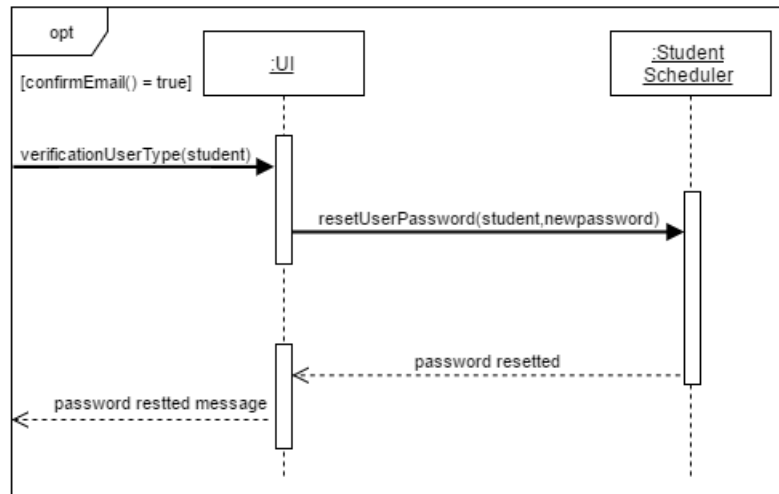 opt
:UI
:Student
Scheduler
[confirmEmail() = true]
verificationUserType(student)
resetUserPassword(student,newpassword)
password resetted
password restted message